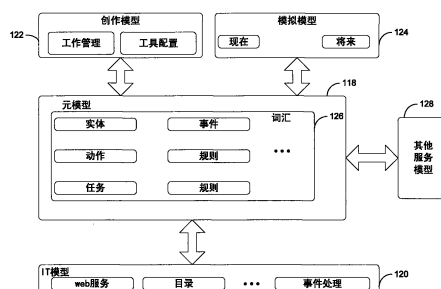 创作模型
模拟模型
122
工作管理
工具配置
现在
将来
124
118
元模型
126
128
实体
事件
词汇
动作
规则
•••
其他
服务
模型
任务
规则
IT模型
120
web服务
目录
•••
事件处理